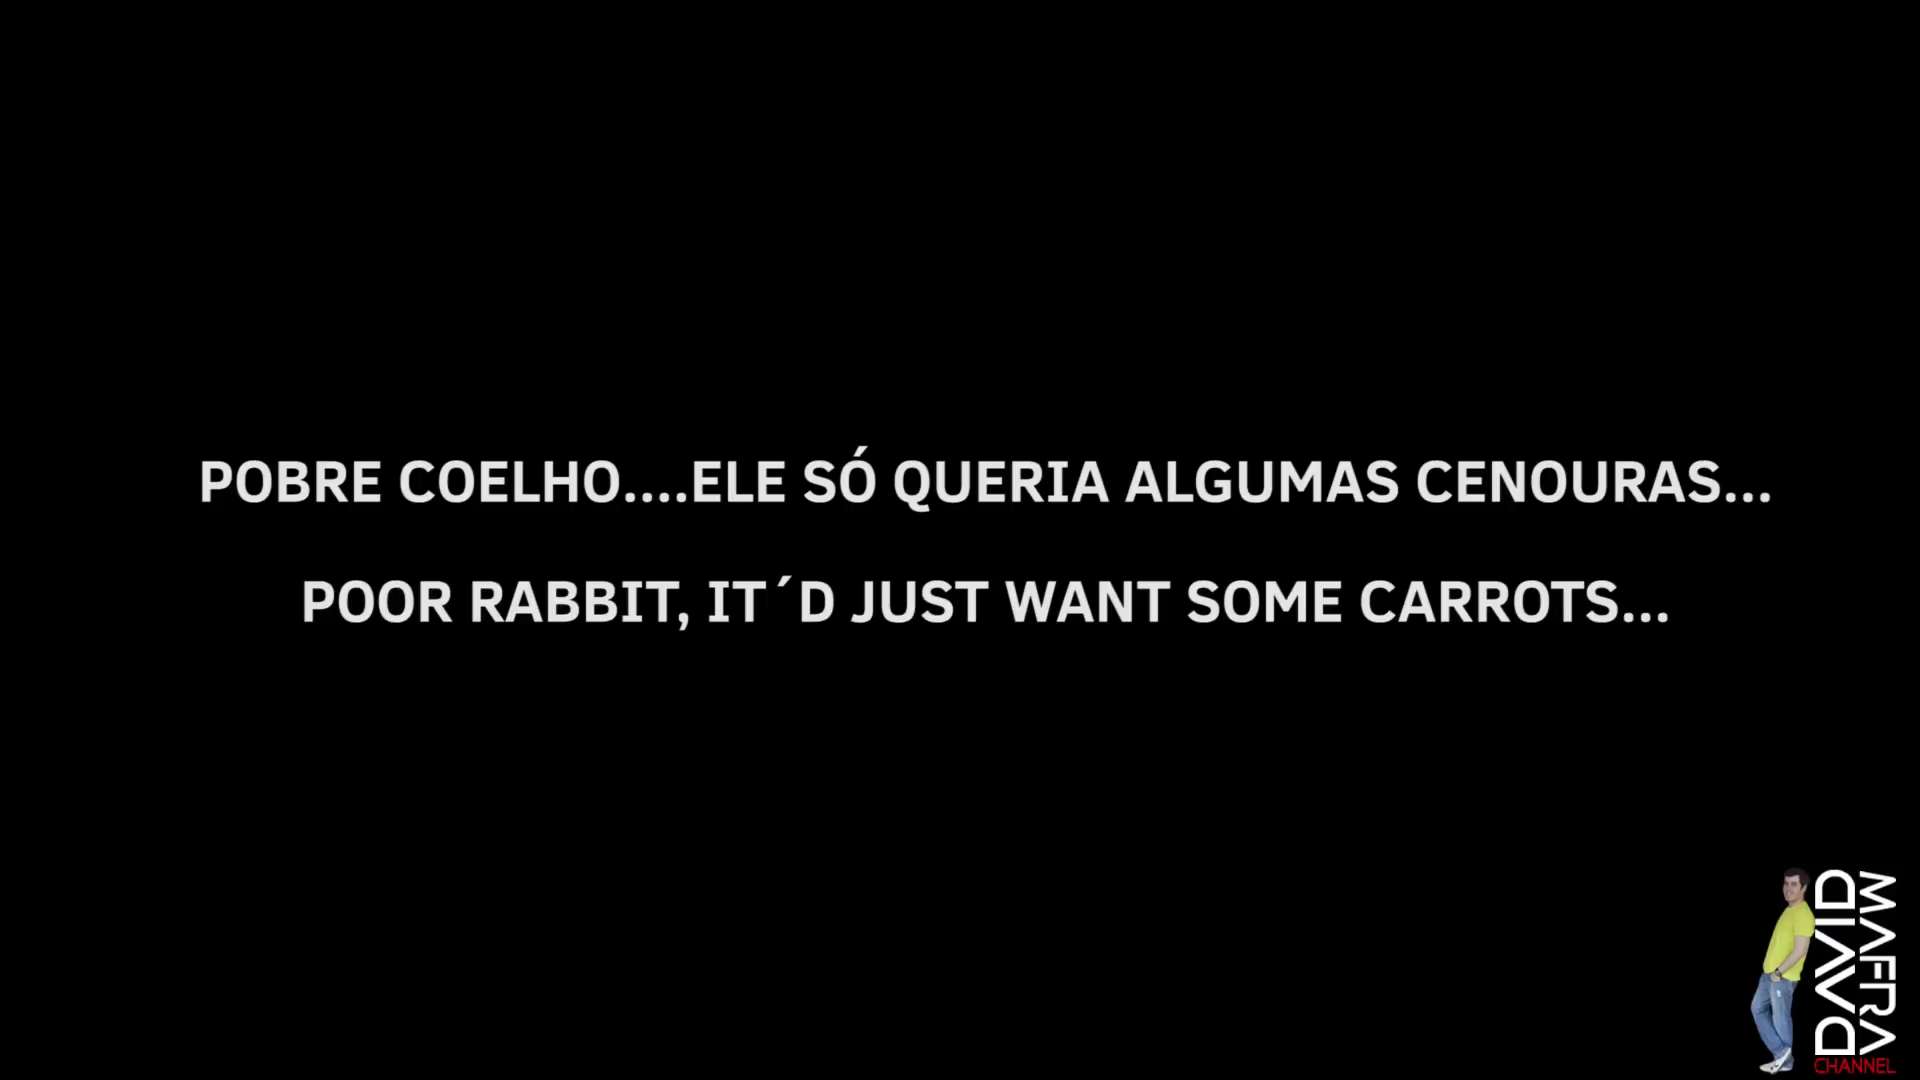 POBRE COELHO....ELE SÓ QUERIA ALGUMAS CENOURAS...
POOR RABBIT, IT´D JUST WANT SOME CARROTS...
DAVID
MAFRA
CHANNEL